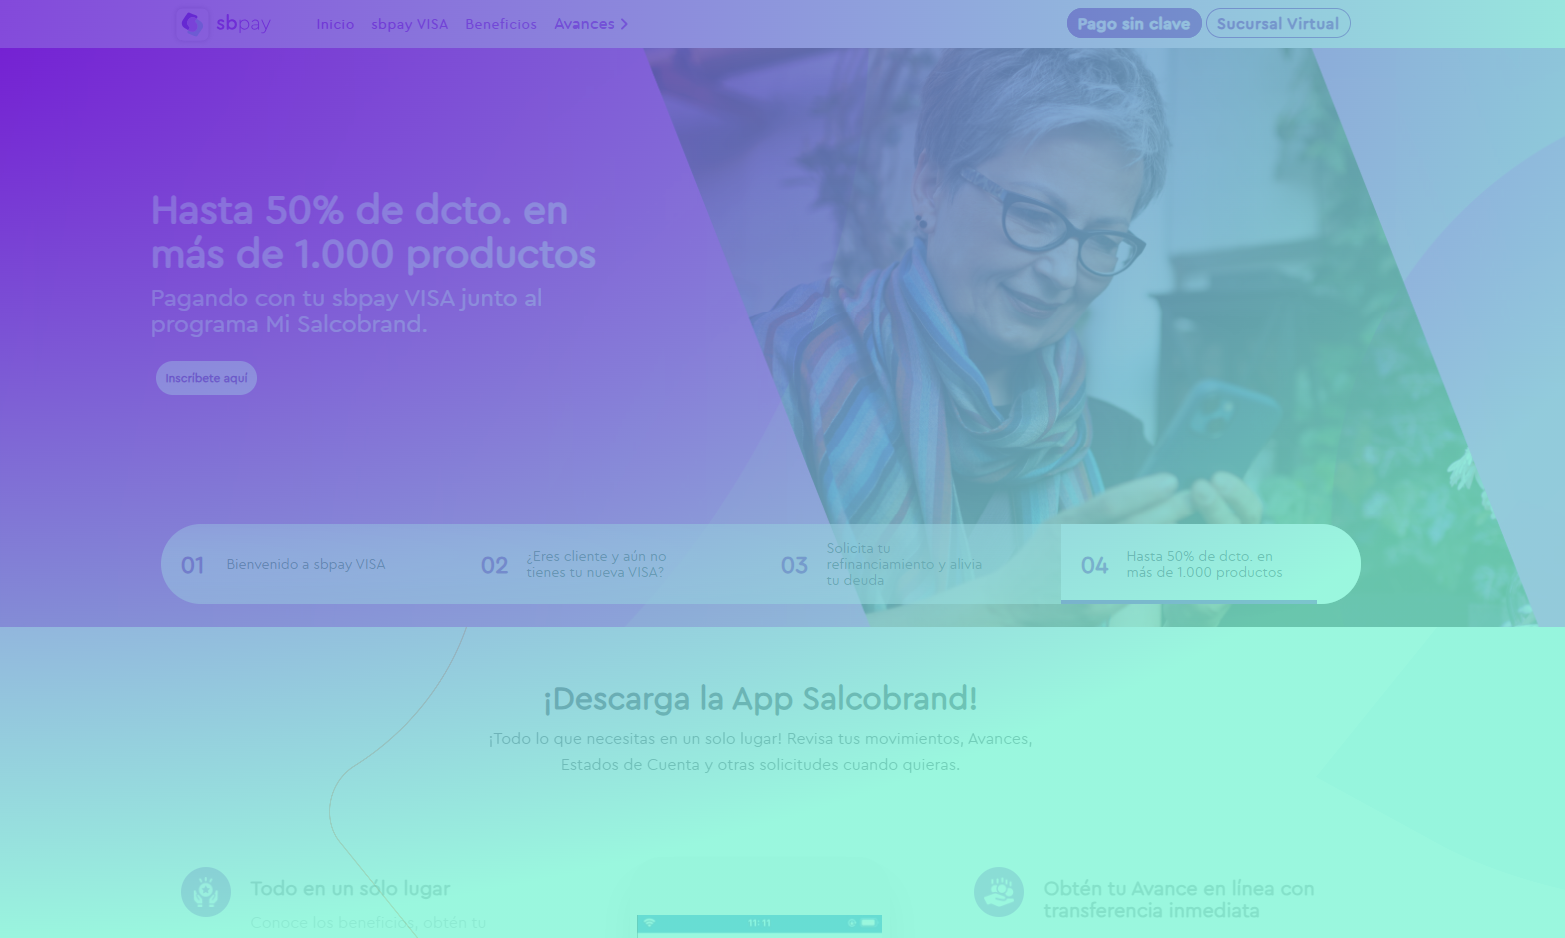 sbpay
Inicio
sbpay VISA
Beneficios
Avances
Pago sin clave
Sucursal Virtual
Hasta 50% de dcto. en
más de 1.000 productos
Pagando con tu sbpay VISA junto al
programa Mi Salcobrand.
Inscríbete aquí
01
Bienvenido a sbpay VISA
02
¿Eres cliente y aún no
tienes tu nueva VISA?
03
Solicita tu
refinanciamiento y alivia
tu deuda
04
Hasta 50% de dcto. en
más de 1.000 productos
¡Descarga la App Salcobrand!
¡Todo lo que necesitas en un solo lugar! Revisa tus movimientos, Avances,
Estados de Cuenta y otras solicitudes cuando quieras.
Todo en un sólo lugar
Conoce los beneficios, obtén tu
11:11
Obtén tu Avance en línea con
transferencia inmediata